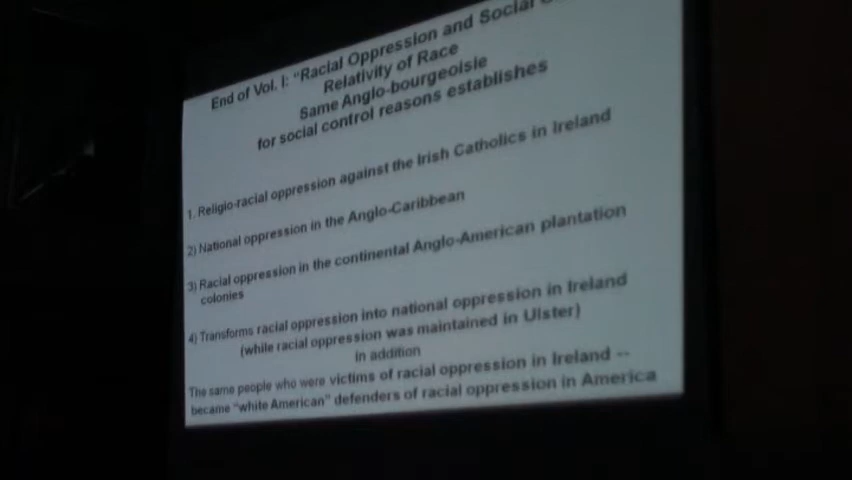 End of Vol. I: "Racial Oppression and Social
Relativity of Race
Same Anglo-bourgeoisie
for social control reasons establishes
1. Religio-racial oppression against the Irish Catholics in Ireland
2) National oppression in the Anglo-Caribbean
3) Racial oppression in the continental Anglo-American plantation
colonies
4) Transforms racial oppression into national oppression in Ireland
(while racial oppression was maintained in Ulster)
in addition
The same people who were victims of racial oppression in Ireland --
became "white American" defenders of racial oppression in America